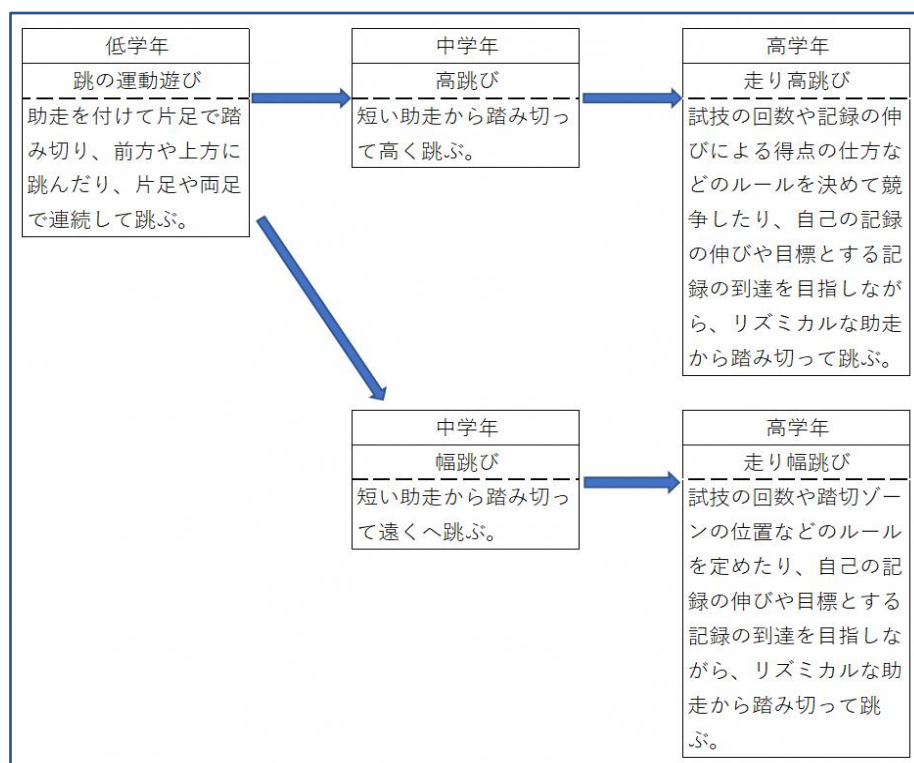 低学年
跳の運動遊び
助走を付けて片足で踏
み切り、前方や上方に
跳んだり、片足や両足
で連続して跳ぶ。
中学年
高跳び
短い助走から踏み切っ
て高く跳ぶ。
高学年
走り高跳び
試技の回数や記録の伸
びによる得点の仕方な
どのルールを決めて競
争したり、自己の記録
の伸びや目標とする記
録の到達を目指しなが
ら、リズミカルな助走
から踏み切って跳ぶ。
中学年
幅跳び
短い助走から踏み切っ
て遠くへ跳ぶ。
高学年
走り幅跳び
試技の回数や踏切ゾー
ンの位置などのルール
を定めたり、自己の記
録の伸びや目標とする
記録の到達を目指しな
がら、リズミカルな助
走から踏み切って跳
ぶ。